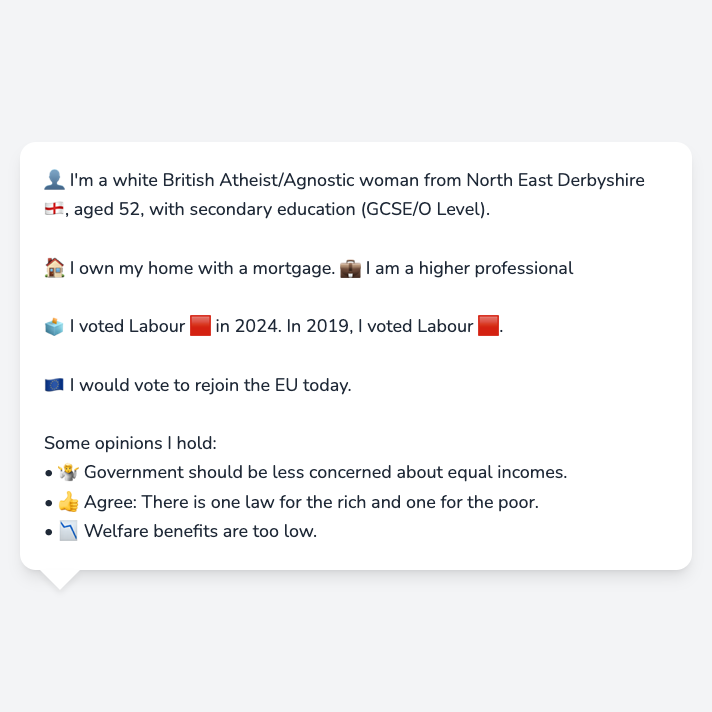 👤 I'm a white British Atheist/Agnostic woman from North East Derbyshire
🏴󠁧󠁢󠁥󠁮󠁧󠁿, aged 52, with secondary education (GCSE/O Level).
🏠 I own my home with a mortgage. 💼 I am a higher professional
🗳️ I voted Labour 🟥 in 2024. In 2019, I voted Labour 🟥.
🇪🇺 I would vote to rejoin the EU today.
Some opinions I hold:
• 🤷 Government should be less concerned about equal incomes.
• 👍 Agree: There is one law for the rich and one for the poor.
• 📉 Welfare benefits are too low.